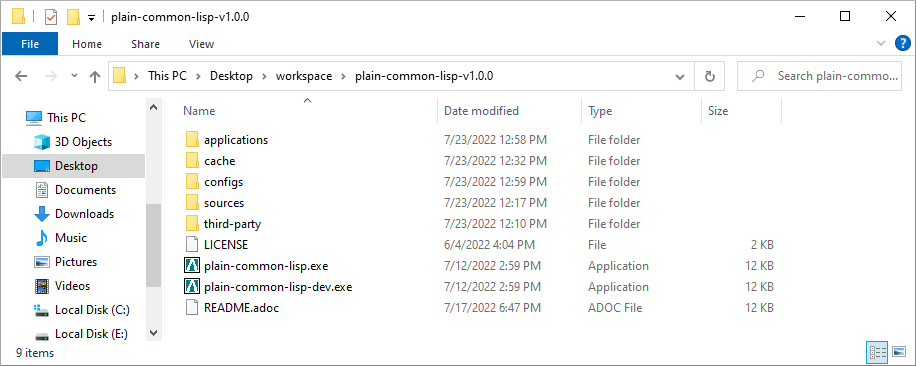 plain-common-lisp-v1.0.0
File Home Share View
This PC Desktop workspace plain-common-lisp-v1.0.0 Search plain-commo...
Name Date modified Type Size
This PC
3D Objects
Desktop
Documents
Downloads
Music
Pictures
Videos
Local Disk (C:)
Local Disk (E:)
applications 7/23/2022 12:58 PM File folder
cache 7/23/2022 12:32 PM File folder
configs 7/23/2022 12:59 PM File folder
sources 7/23/2022 12:17 PM File folder
third-party 7/23/2022 12:10 PM File folder
LICENSE 6/4/2022 4:04 PM File 2 KB
plain-common-lisp.exe 7/12/2022 2:59 PM Application 12 KB
plain-common-lisp-dev.exe 7/12/2022 2:59 PM Application 12 KB
README.adoc 7/17/2022 6:47 PM ADOC File 12 KB
9 items